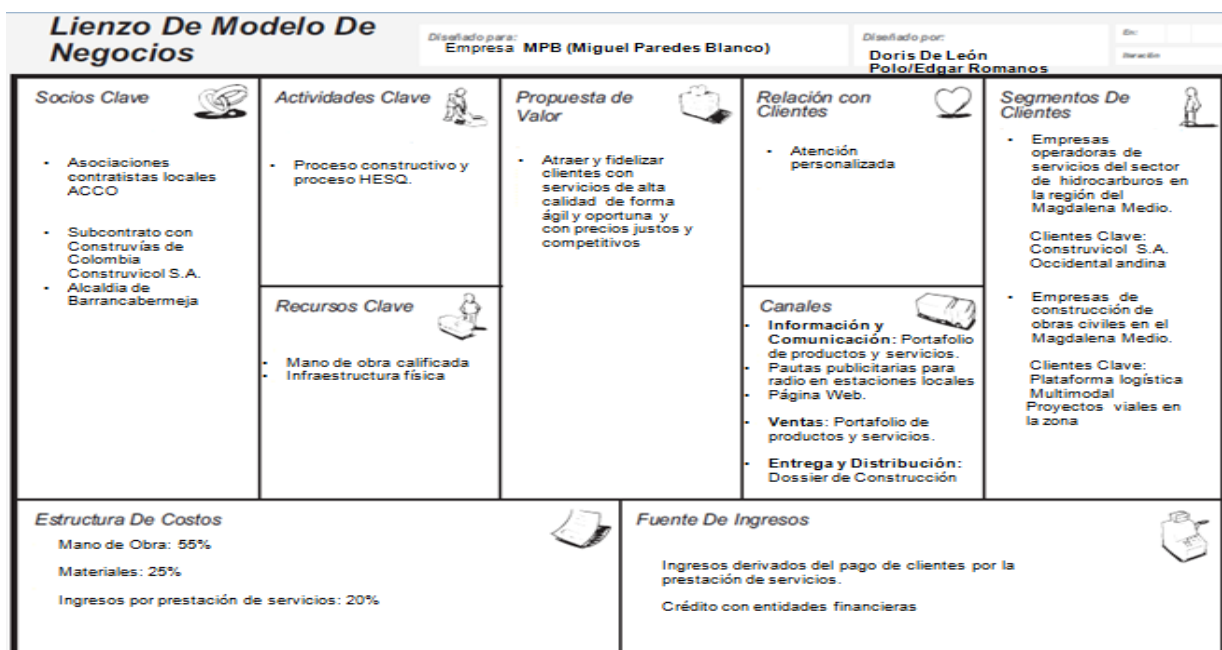 Lienzo De Modelo De
Negocios
Diseñado para:
Empresa MPB (Miguel Paredes Blanco)
Diseñado por:
Doris De León
Polo/Edgar Romanos
En:
Iteración
Socios Clave
• Asociaciones
contratistas locales
ACCO
• Subcontrato con
Construvías de
Colombia
Construvicol S.A.
• Alcaldia de
Barrancabermeja
Actividades Clave
• Proceso constructivo y
proceso HESQ.
Recursos Clave
• Mano de obra calificada
• Infraestructura física
Propuesta de
Valor
• Atraer y fidelizar
clientes con
servicios de alta
calidad de forma
ágil y oportuna y
con precios justos y
competitivos
Relación con
Clientes
• Atención
personalizada
Canales
• Información y
Comunicación: Portafolio
de productos y servicios.
• Pautas publicitarias para
radio en estaciones locales
• Página Web.
• Ventas: Portafolio de
productos y servicios.
• Entrega y Distribución:
Dossier de Construcción
Segmentos De
Clientes
• Empresas
operadoras de
servicios del sector
de hidrocarburos en
la región del
Magdalena Medio.
Clientes Clave:
Construvicol S.A.
Occidental andina
• Empresas de
construcción de
obras civiles en el
Magdalena Medio.
Clientes Clave:
Plataforma logística
Multimodal
Proyectos viales en
la zona
Estructura De Costos
Mano de Obra: 55%
Materiales: 25%
Ingresos por prestación de servicios: 20%
Fuente De Ingresos
Ingresos derivados del pago de clientes por la
prestación de servicios.
Crédito con entidades financieras